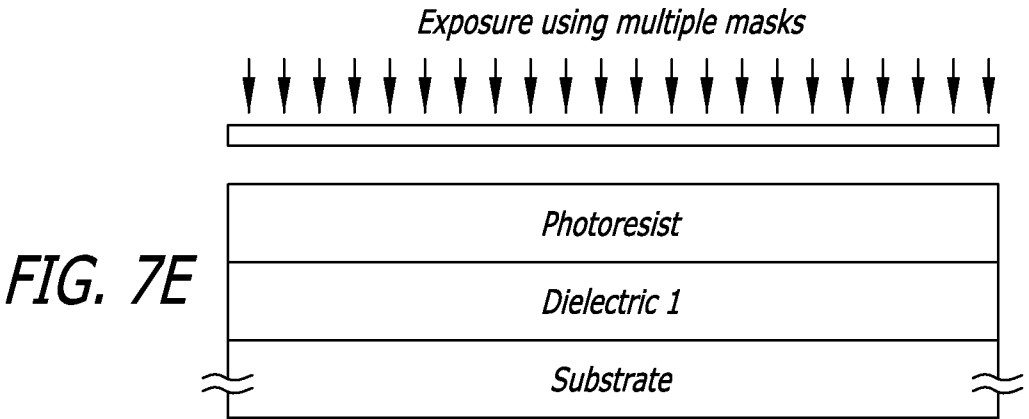 Exposure using multiple masks
Photoresist
FIG. 7E
Dielectric 1
Substrate